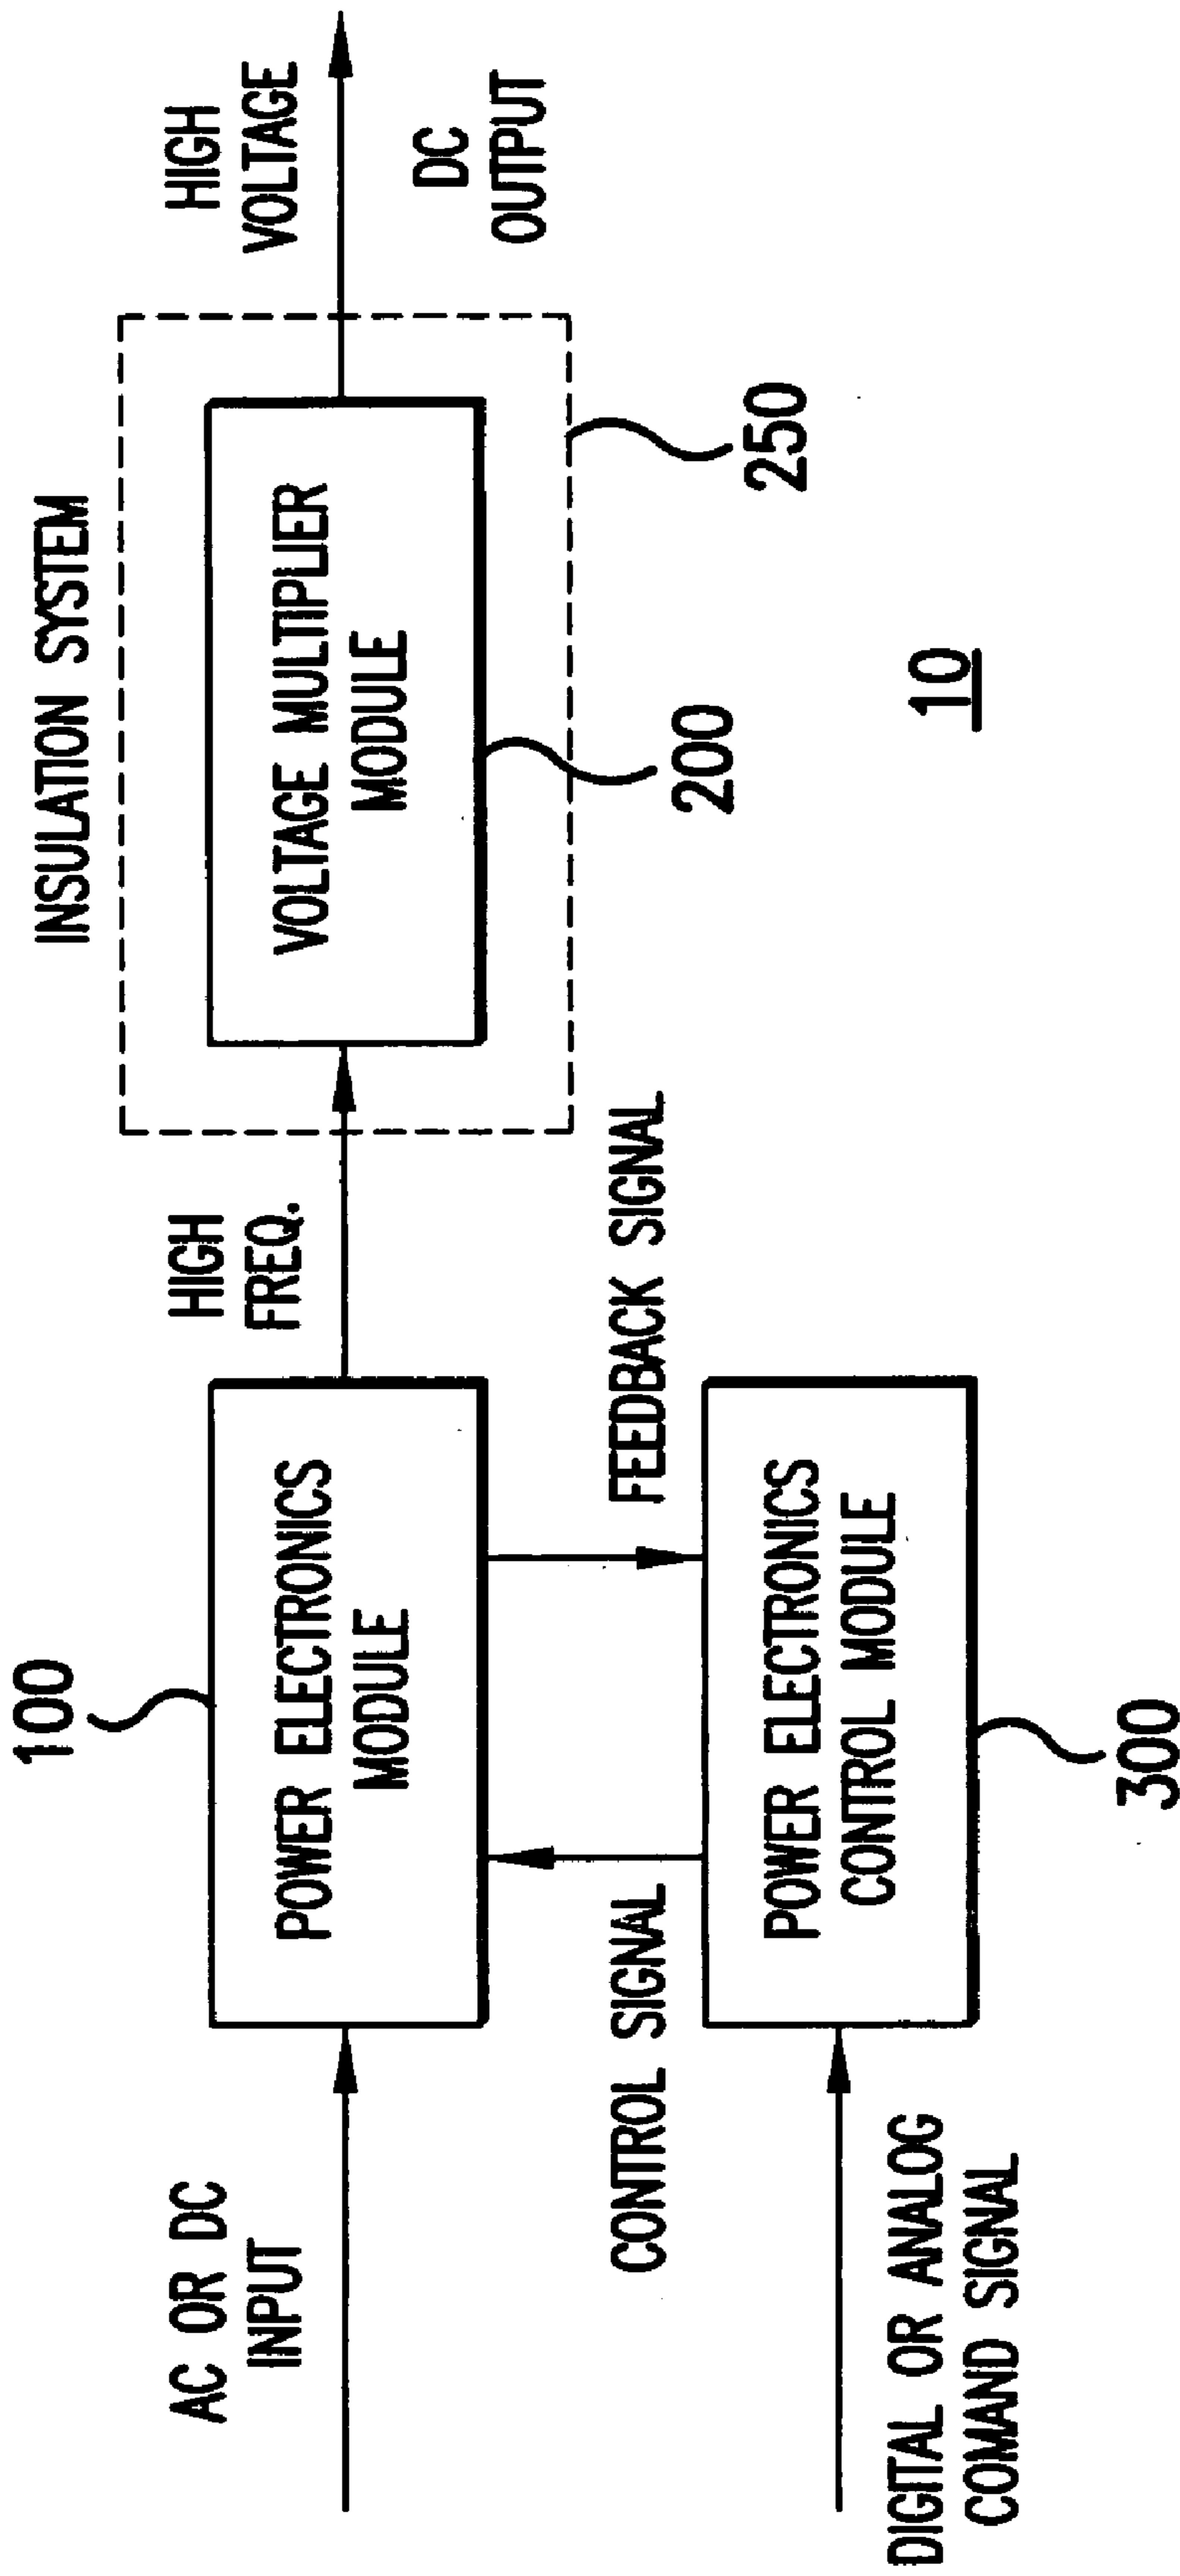 100
AC OR DC
INPUT
POWER ELECTRONICS
MODULE
HIGH
FREQ.
INSULATION SYSTEM
VOLTAGE MULTIPLIER
MODULE
HIGH
VOLTAGE
DC
OUTPUT
200
250
CONTROL SIGNAL
FEEDBACK SIGNAL
DIGITAL OR ANALOG
COMAND SIGNAL
POWER ELECTRONICS
CONTROL MODULE
300
10